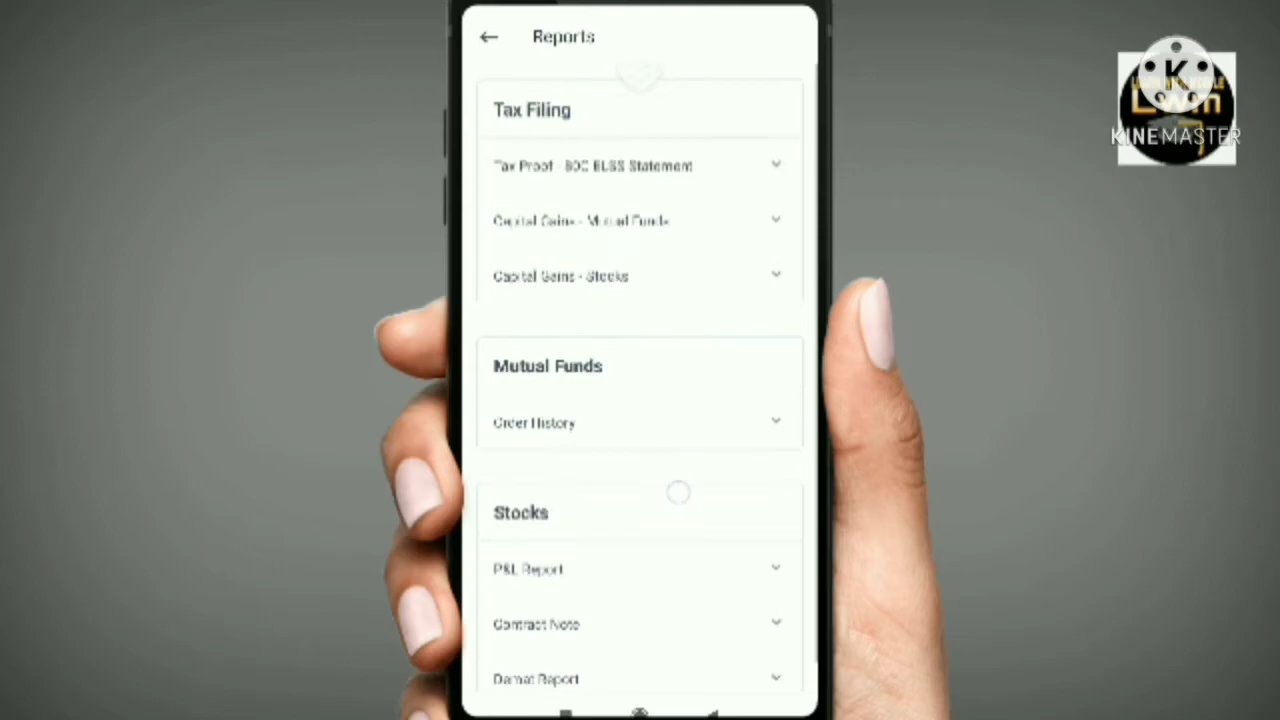 Reports
Tax Filing
Tax Proof - 80C ELSS Statement
Capital Gains - Mutual Funds
Capital Gains - Stocks
Mutual Funds
Order History
Stocks
P&L Report
Contract Note
Demat Report
K
Lwm
KINEMASTER